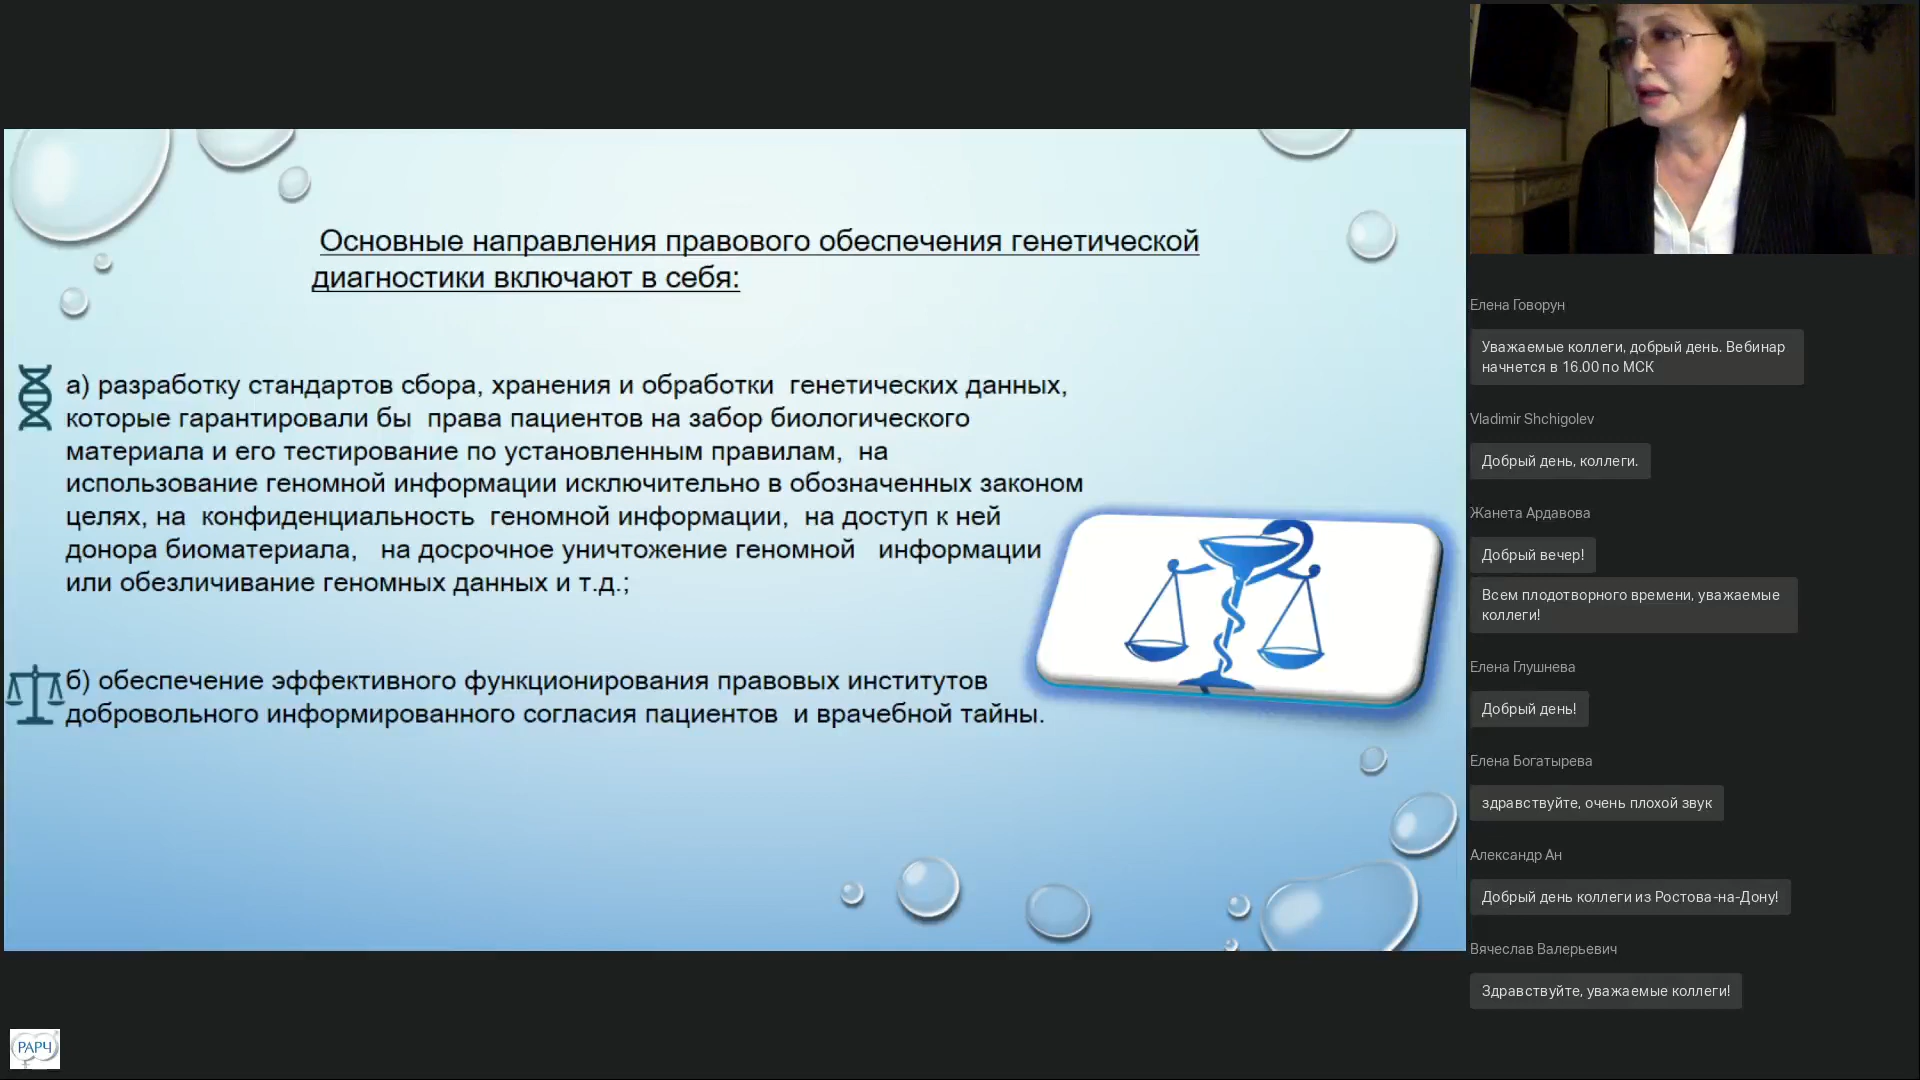 Основные направления правового обеспечения генетической
диагностики включают в себя:
а) разработку стандартов сбора, хранения и обработки генетических данных,
которые гарантировали бы права пациентов на забор биологического
материала и его тестирование по установленным правилам, на
использование геномной информации исключительно в обозначенных законом
целях, на конфиденциальность геномной информации, на доступ к ней
донора биоматериала, на досрочное уничтожение геномной информации
или обезличивание геномных данных и т.д.;
б) обеспечение эффективного функционирования правовых институтов
добровольного информированного согласия пациентов и врачебной тайны.
РАРЧ
Елена Говорун
Уважаемые коллеги, добрый день. Вебинар
начнется в 16.00 по МСК
Vladimir Shchigolev
Добрый день, коллеги.
Жанета Ардавова
Добрый вечер!
Всем плодотворного времени, уважаемые
коллеги!
Елена Глушнева
Добрый день!
Елена Богатырева
здравствуйте, очень плохой звук
Александр Ан
Добрый день коллеги из Ростова-на-Дону!
Вячеслав Валерьевич
Здравствуйте, уважаемые коллеги!